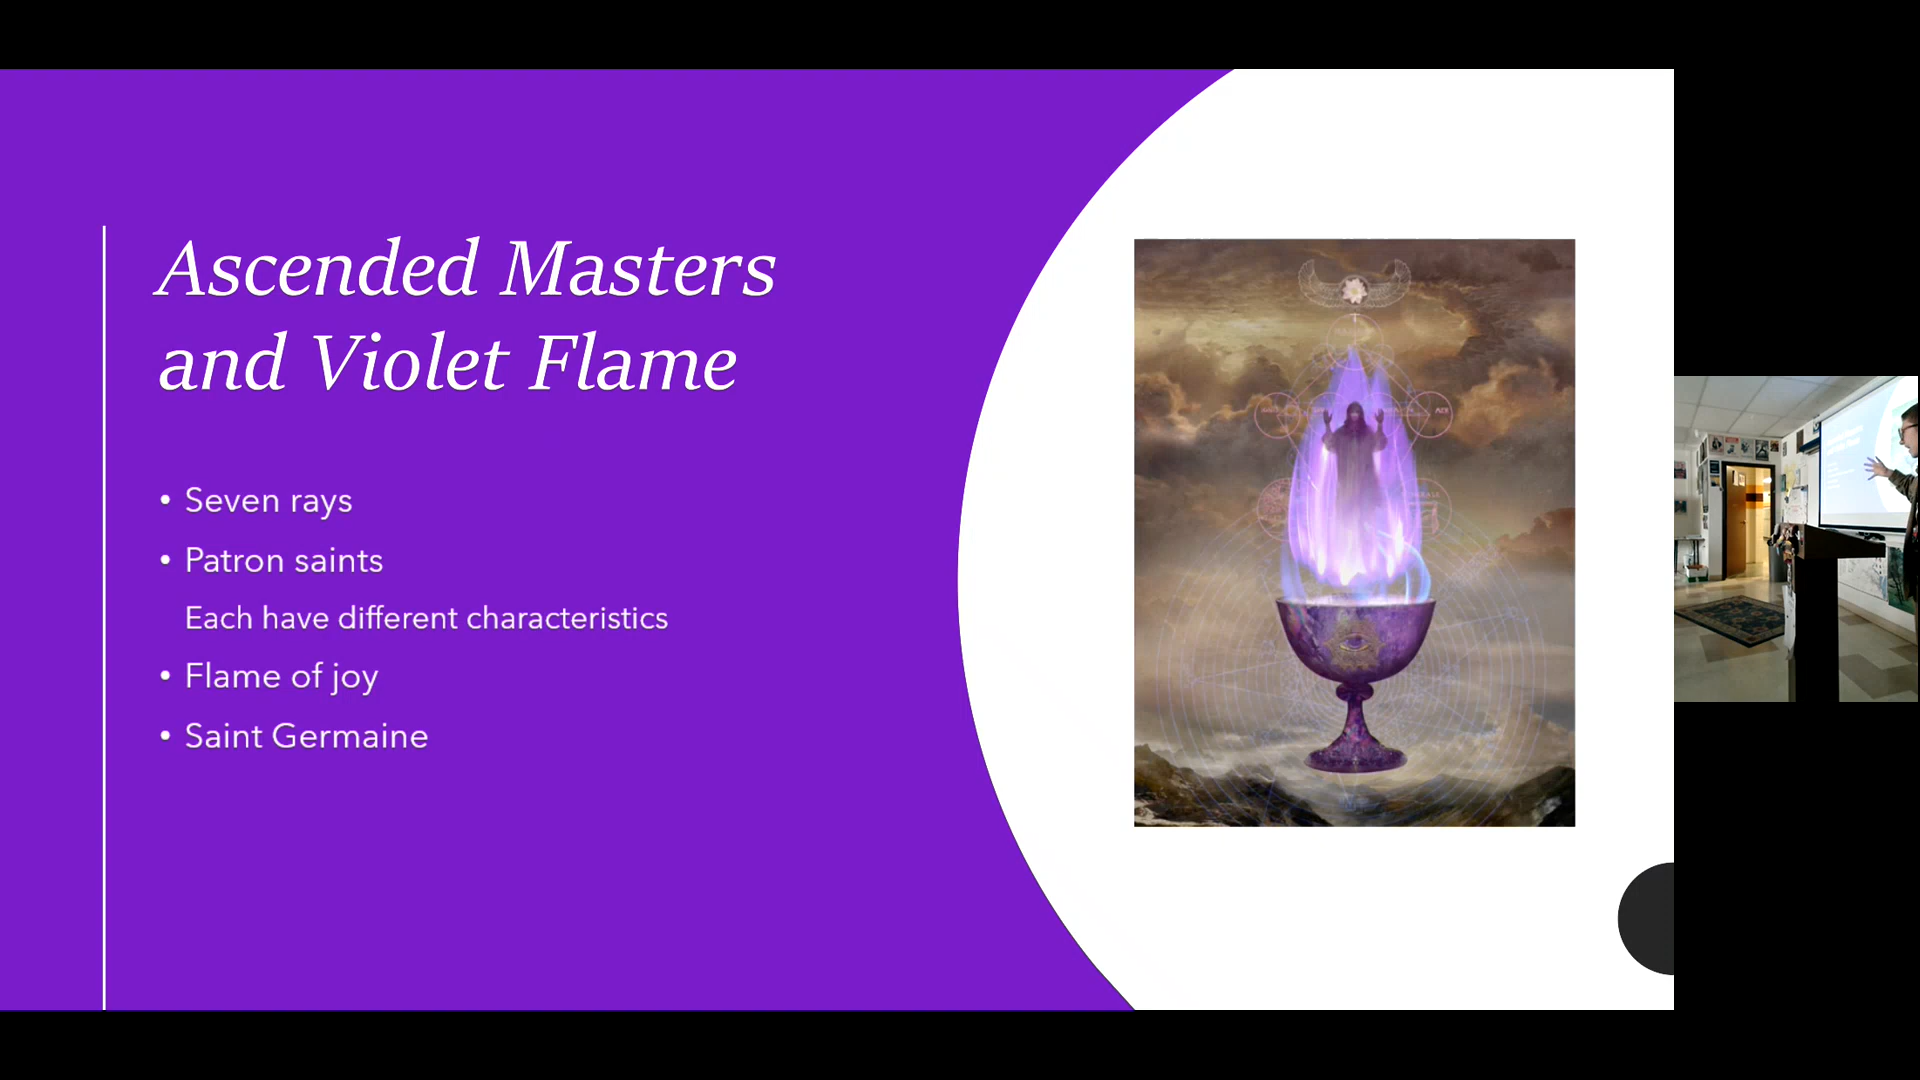 Ascended Masters
and Violet Flame
• Seven rays
• Patron saints
Each have different characteristics
• Flame of joy
• Saint Germaine